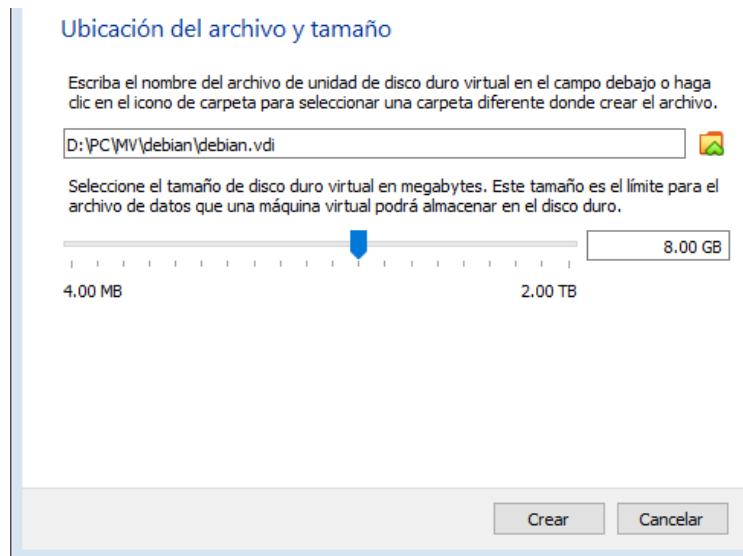 Ubicación del archivo y tamaño
Escriba el nombre del archivo de unidad de disco duro virtual en el campo debajo o haga
clic en el icono de carpeta para seleccionar una carpeta diferente donde crear el archivo.
D:\PC\MV\debian\debian.vdi
Seleccione el tamaño de disco duro virtual en megabytes. Este tamaño es el límite para el
archivo de datos que una máquina virtual podrá almacenar en el disco duro.
8.00 GB
4.00 MB 2.00 TB
Crear Cancelar